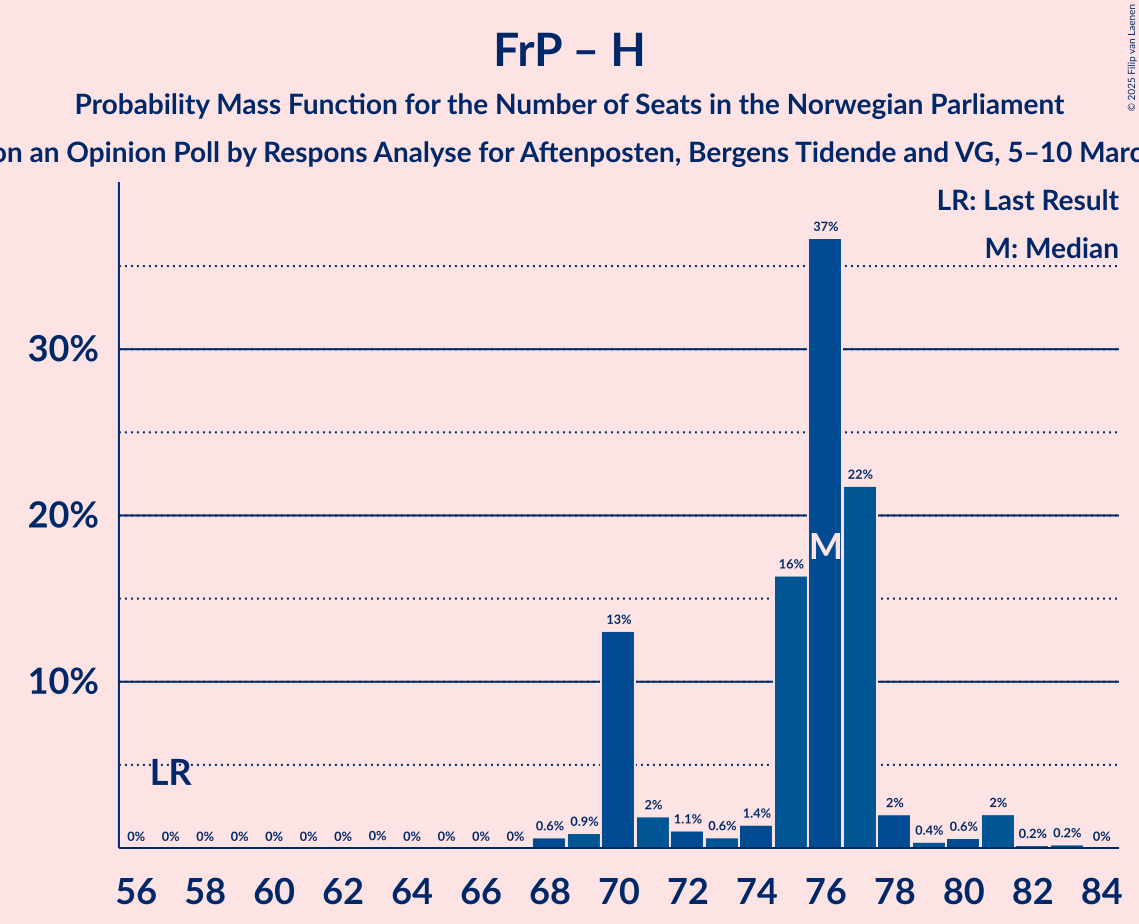 FrP – H
Probability Mass Function for the Number of Seats in the Norwegian Parliament
on an Opinion Poll by Respons Analyse for Aftenposten, Bergens Tidende and VG, 5–10
© 2025 Filip van Laenen
LR: Last Result
M: Median
30%
20%
10%
LR
M
0% 0% 0% 0% 0% 0% 0% 0% 0% 0% 0% 0% 0.6% 0.9% 13% 2% 1.1% 0.6% 1.4% 16% 37% 22% 2% 0.4% 0.6% 2% 0.2% 0.2% 0%
56 58 60 62 64 66 68 70 72 74 76 78 80 82 84